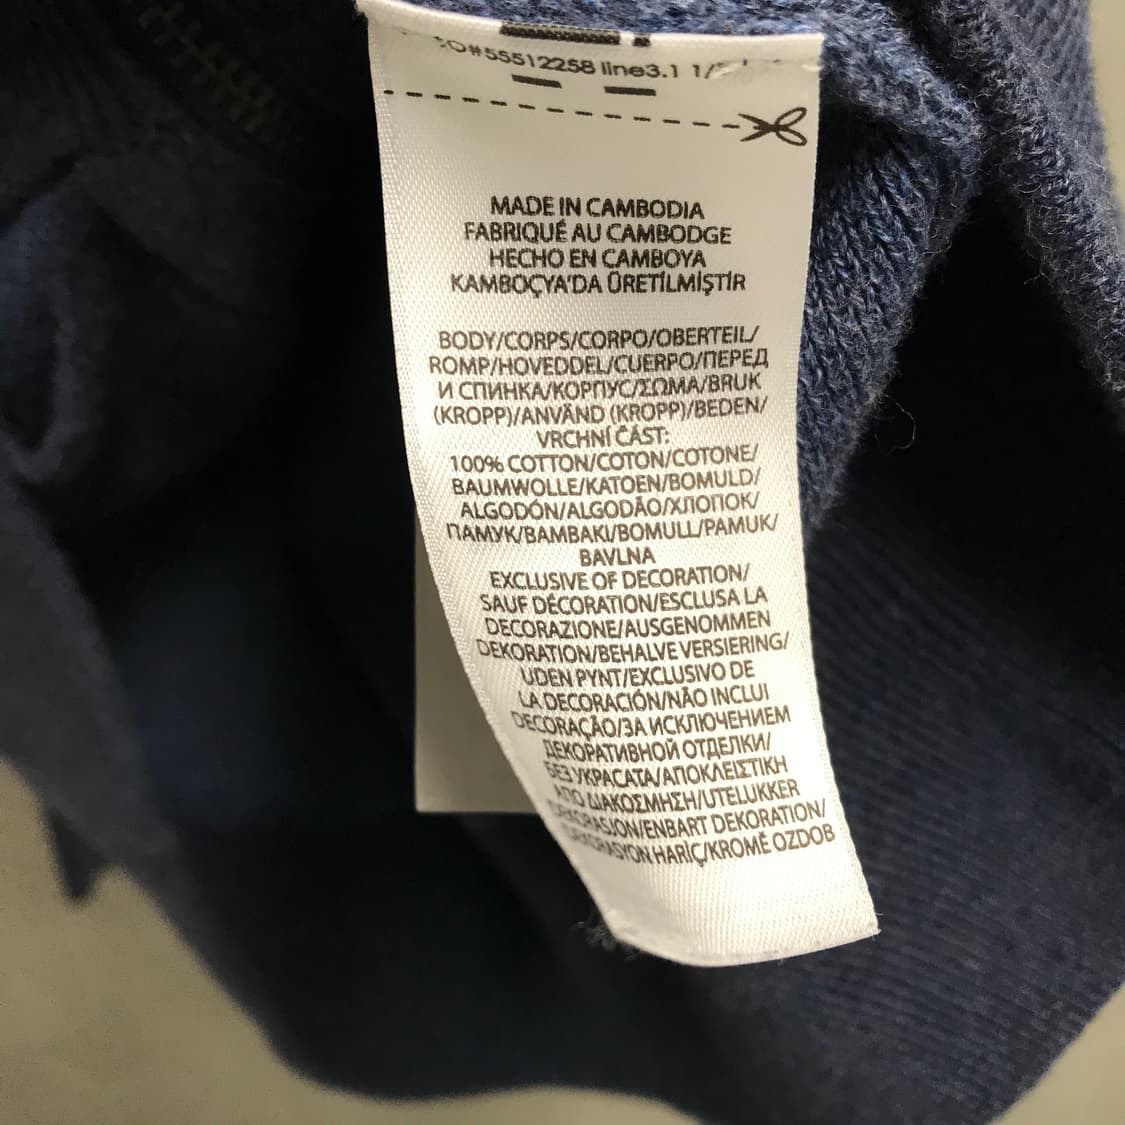 O#55512258 line3.1
MADE IN CAMBODIA
FABRIQUÉ AU CAMBODGE
HECHO EN CAMBOYA
KAMBOÇYA'DA ÜRETİLMİŞTİR
BODY/CORPS/CORPO/OBERTEIL/
ROMP/HOVEDDEL/CUERPO/ПЕРЕД
И СПИНКА/КОРПУС/ΣΩΜΑ/BRUK
(KROPP)/ANVÄND (KROPP)/BEDEN/
VRCHNÍ ČÁST:
100% COTTON/COTON/COTONE/
BAUMWOLLE/KATOEN/BOMULD/
ALGODÓN/ALGODÃO/ХЛОПОК/
ПАМУК/ΒΑΜΒΑΚΙ/BOMULL/PAMUK/
BAVLNA
EXCLUSIVE OF DECORATION/
SAUF DÉCORATION/ESCLUSA LA
DECORAZIONE/AUSGENOMMEN
DEKORATION/BEHALVE VERSIERING/
UDEN PYNT/EXCLUSIVO DE
LA DECORACIÓN/NÃO INCLUI
DECORAÇÃO/ЗА ИСКЛЮЧЕНИЕМ
ДЕКОРАТИВНОЙ ОТДЕЛКИ/
БЕЗ УКРАСАТА/ΑΠΟΚΛΕΙΣΤΙΚΗ
ΑΠΟ ΔΙΑΚΟΣΜΗΣΗ/UTELUKKER
DEKORASJON/ENBART DEKORATION/
DEKORASYON HARİÇ/KROMĚ OZDOB